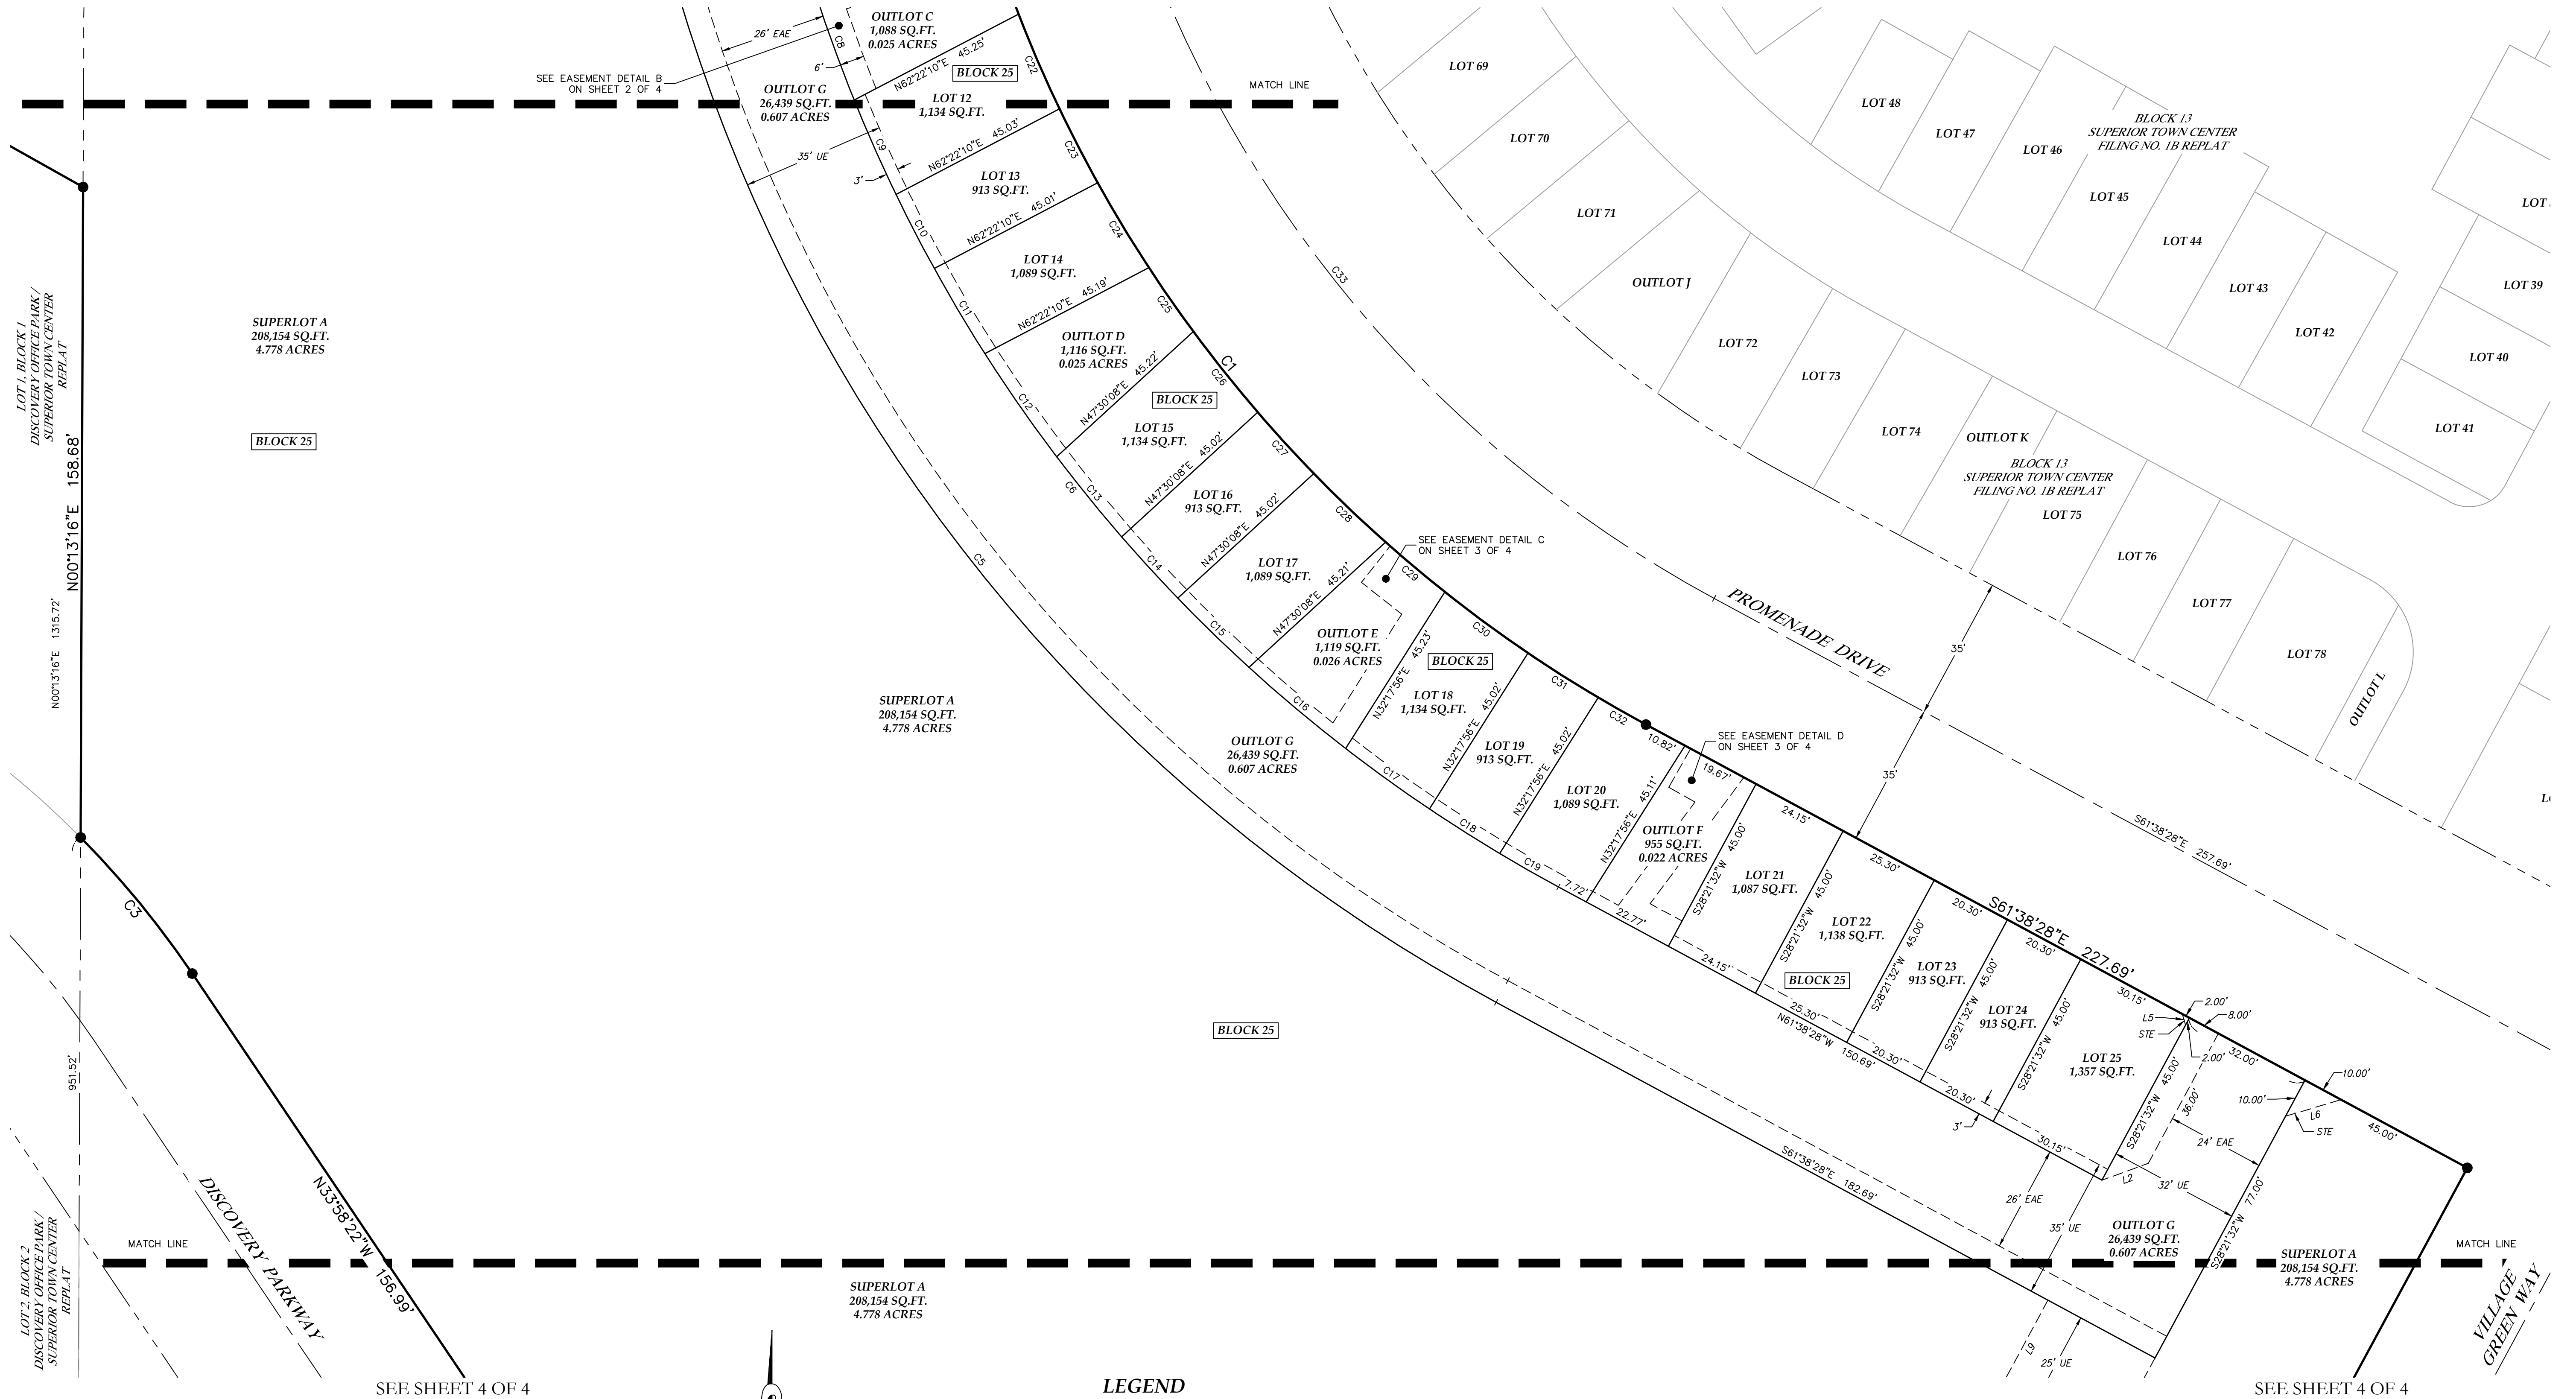 OUTLOT C
1,088 SQ.FT.
0.025 ACRES
26' EAE
C8
6'
SEE EASEMENT DETAIL B
ON SHEET 2 OF 4
N62°22'10"E 45.25'
BLOCK 25
C22
OUTLOT G
26,439 SQ.FT.
0.607 ACRES
LOT 12
1,134 SQ.FT.
MATCH LINE
35' UE
C9
3'
N62°22'10"E 45.03'
C23
LOT 13
913 SQ.FT.
C10
N62°22'10"E 45.01'
C24
LOT 14
1,089 SQ.FT.
C11
N62°22'10"E 45.19'
C25
OUTLOT D
1,116 SQ.FT.
0.025 ACRES
C12
N47°30'08"E 45.22'
C1
C26
BLOCK 25
LOT 15
1,134 SQ.FT.
C6
C13
N47°30'08"E 45.02'
C27
LOT 16
913 SQ.FT.
C14
N47°30'08"E 45.02'
C28
LOT 17
1,089 SQ.FT.
C5
C15
N47°30'08"E 45.21'
SEE EASEMENT DETAIL C
ON SHEET 3 OF 4
C29
OUTLOT E
1,119 SQ.FT.
0.026 ACRES
C16
N32°17'56"E 45.23'
C30
BLOCK 25
LOT 18
1,134 SQ.FT.
C17
N32°17'56"E 45.02'
C31
LOT 19
913 SQ.FT.
C18
N32°17'56"E 45.02'
C32
LOT 20
1,089 SQ.FT.
C19
7.72'
10.82'
N32°17'56"E 45.11'
SEE EASEMENT DETAIL D
ON SHEET 3 OF 4
19.67'
OUTLOT F
955 SQ.FT.
0.022 ACRES
22.77'
S28°21'32"W 45.00'
24.15'
LOT 21
1,087 SQ.FT.
24.15'
S28°21'32"W 45.00'
25.30'
LOT 22
1,138 SQ.FT.
BLOCK 25
25.30'
N61°38'28"W 150.69'
S28°21'32"W 45.00'
20.30'
LOT 23
913 SQ.FT.
20.30'
S28°21'32"W 45.00'
20.30'
S61°38'28"E 227.69'
LOT 24
913 SQ.FT.
20.30'
3'
S28°21'32"W 45.00'
30.15'
LOT 25
1,357 SQ.FT.
30.15'
S28°21'32"W 45.00'
L5
STE
2.00'
8.00'
2.00'
32.00'
36.00'
10.00'
10.00'
L6
STE
45.00'
24' EAE
L2
32' UE
26' EAE
35' UE
S28°21'32"W 77.00'
S28°21'32"W
OUTLOT G
26,439 SQ.FT.
0.607 ACRES
SUPERLOT A
208,154 SQ.FT.
4.778 ACRES
MATCH LINE
VILLAGE
GREEN WAY
L9
25' UE
S61°38'28"E 182.69'
OUTLOT G
26,439 SQ.FT.
0.607 ACRES
C33
PROMENADE DRIVE
35'
35'
S61°38'28"E 257.69'
LOT 69
LOT 70
LOT 71
OUTLOT J
LOT 72
LOT 73
LOT 74
OUTLOT K
BLOCK 13
SUPERIOR TOWN CENTER
FILING NO. 1B REPLAT
LOT 75
LOT 76
LOT 77
LOT 78
OUTLOT L
LOT 48
LOT 47
LOT 46
BLOCK 13
SUPERIOR TOWN CENTER
FILING NO. 1B REPLAT
LOT 45
LOT 44
LOT 43
LOT 42
LOT
LOT 39
LOT 40
LOT 41
LOT 1, BLOCK 1
DISCOVERY OFFICE PARK /
SUPERIOR TOWN CENTER
REPLAT
N00°13'16"E 158.68'
N00°13'16"E 1315.72'
SUPERLOT A
208,154 SQ.FT.
4.778 ACRES
BLOCK 25
SUPERLOT A
208,154 SQ.FT.
4.778 ACRES
BLOCK 25
C3
951.52'
N33°58'22"W 156.99'
DISCOVERY PARKWAY
MATCH LINE
LOT 2, BLOCK 2
DISCOVERY OFFICE PARK /
SUPERIOR TOWN CENTER
REPLAT
SUPERLOT A
208,154 SQ.FT.
4.778 ACRES
SEE SHEET 4 OF 4
LEGEND
SEE SHEET 4 OF 4